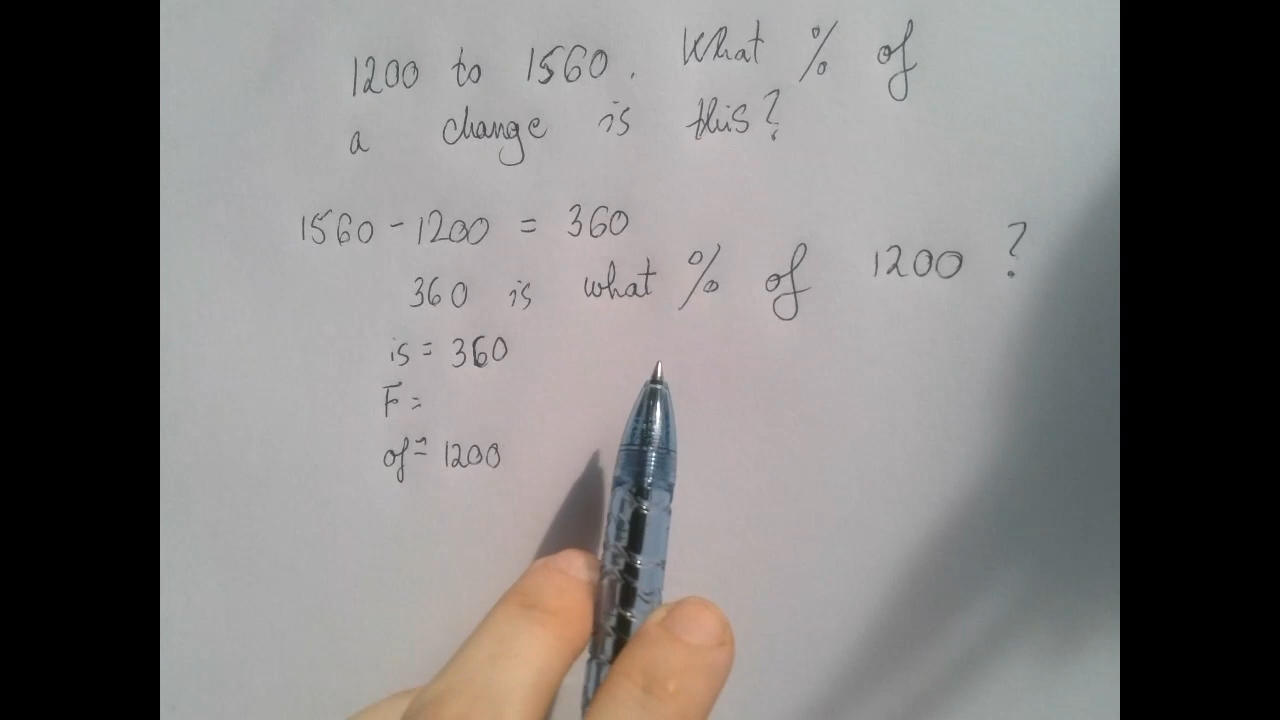 1200 to 1560. What % of
a change is this?
1560 - 1200 = 360
360 is what % of 1200 ?
is = 360
F =
of = 1200